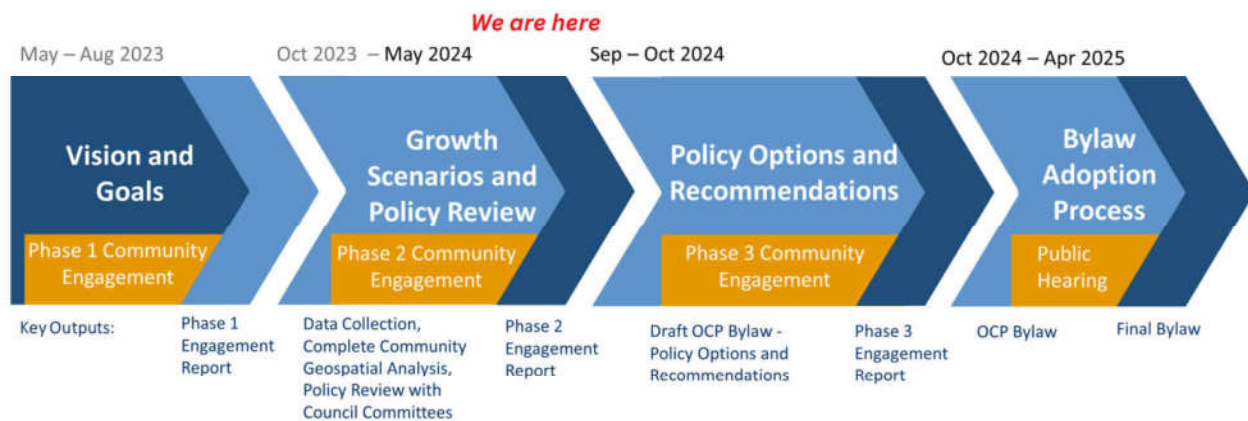 We are here
May – Aug 2023
Oct 2023 – May 2024
Sep – Oct 2024
Oct 2024 – Apr 2025
Vision and
Goals
Phase 1 Community
Engagement
Growth
Scenarios and
Policy Review
Phase 2 Community
Engagement
Policy Options and
Recommendations
Phase 3 Community
Engagement
Bylaw
Adoption
Process
Public
Hearing
Key Outputs:
Phase 1
Engagement
Report
Data Collection,
Complete Community
Geospatial Analysis,
Policy Review with
Council Committees
Phase 2
Engagement
Report
Draft OCP Bylaw -
Policy Options and
Recommendations
Phase 3
Engagement
Report
OCP Bylaw
Final Bylaw